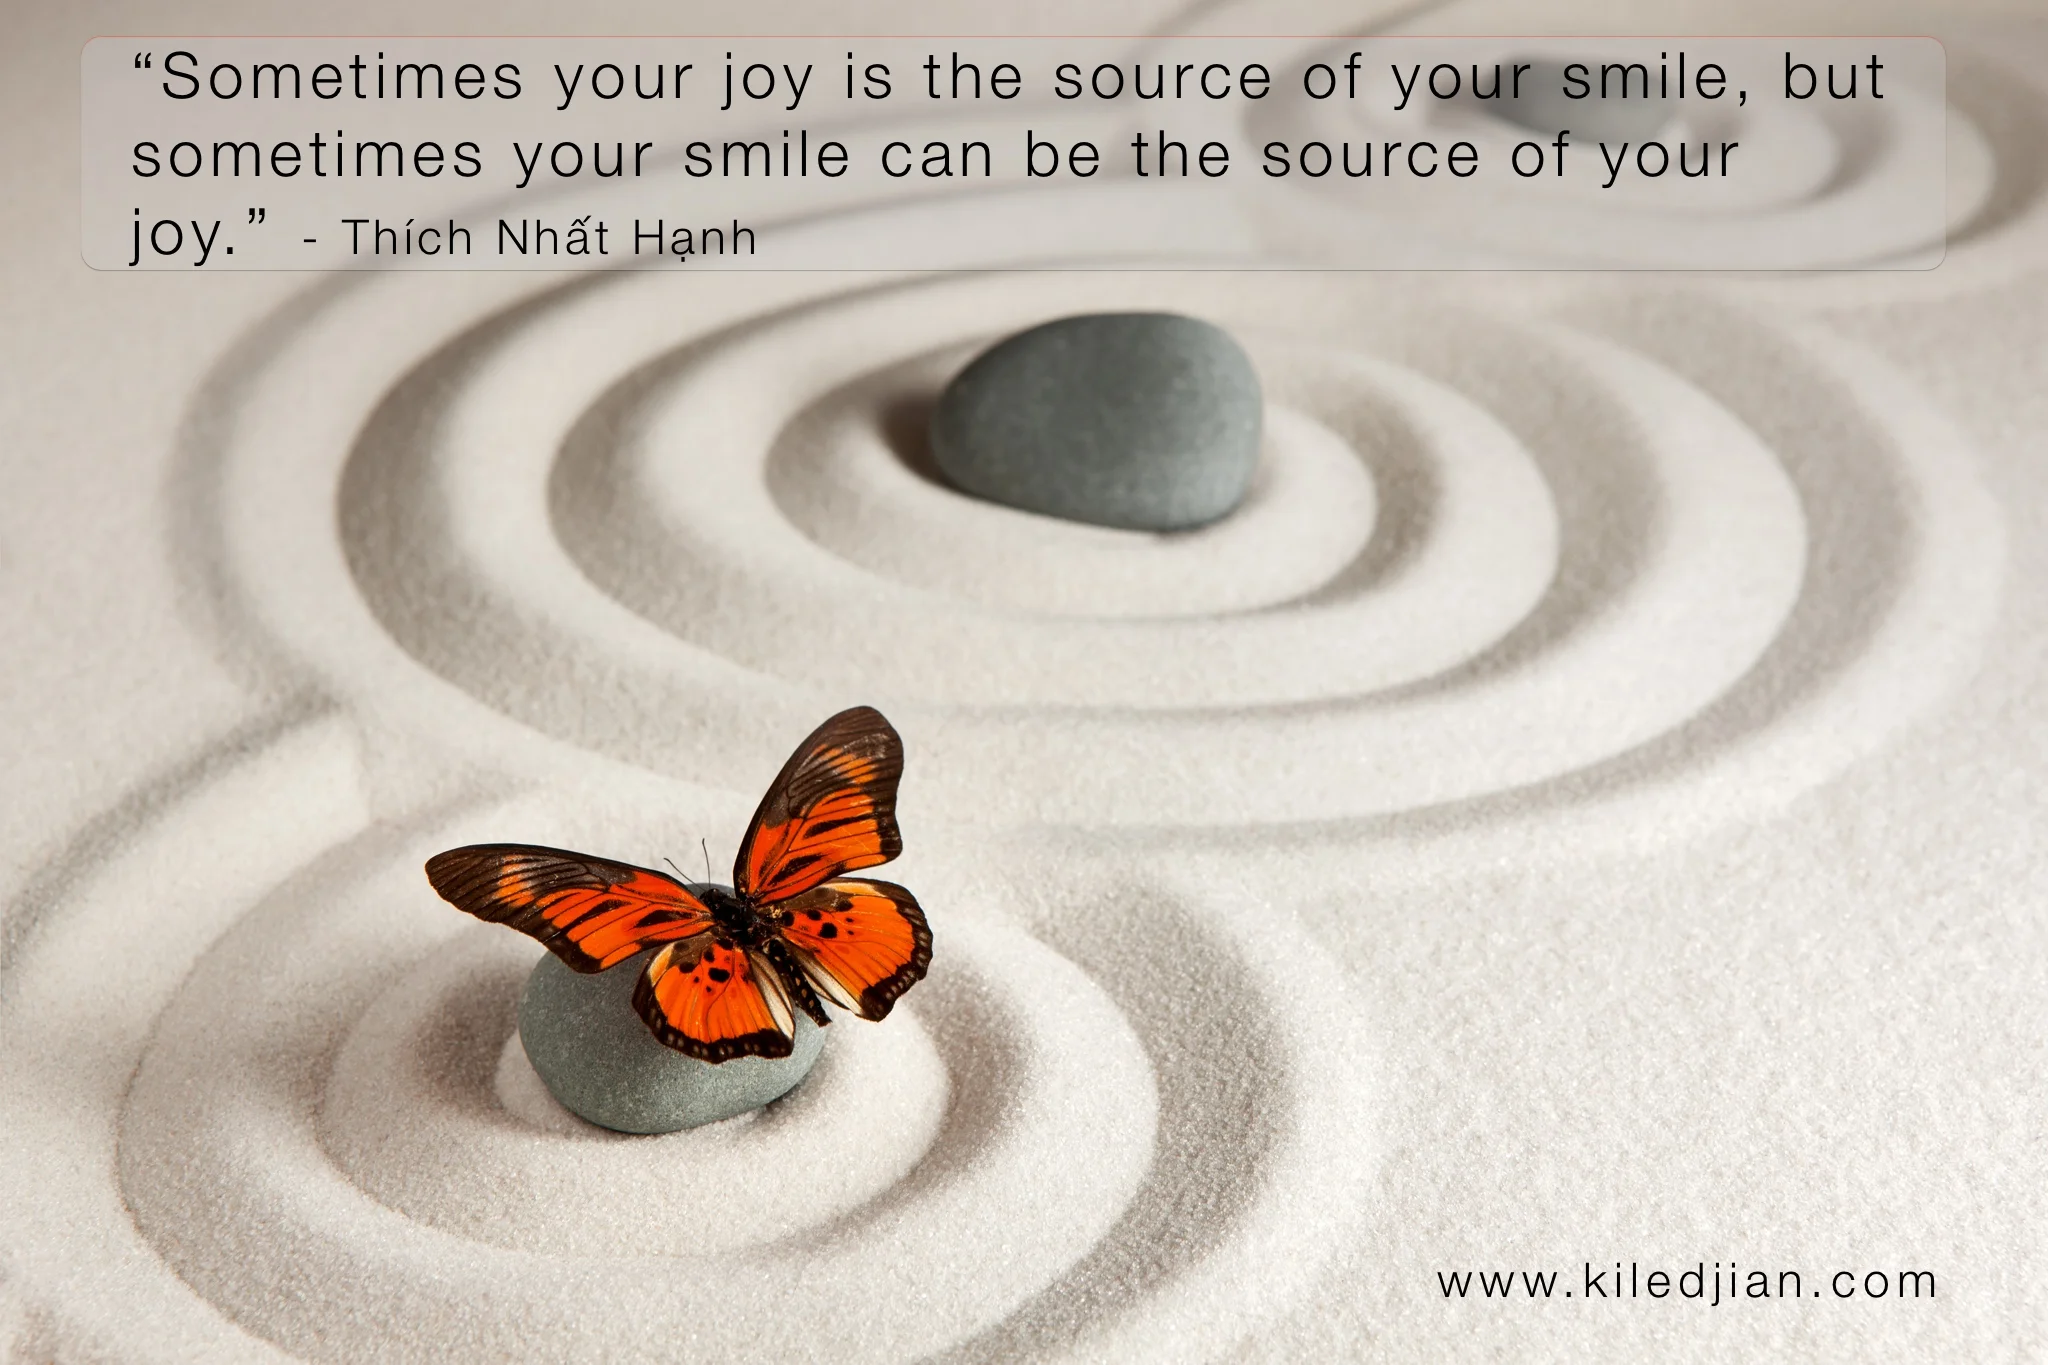 “Sometimes your joy is the source of your smile, but
sometimes your smile can be the source of your
joy.” - Thích Nhất Hạnh
www.kiledjian.com